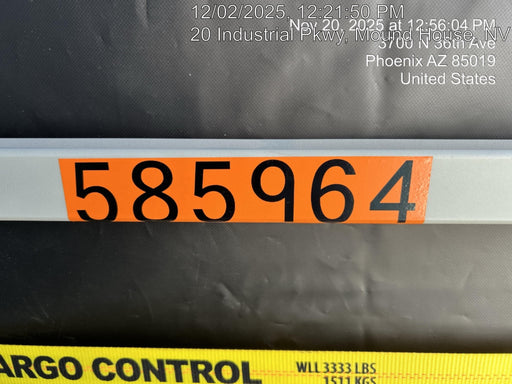 12/02/2025 12:21:50 PM
Nov 20, 2025 at 12:56:04 PM
20 Industrial Pkwy, Mound House, NV
3700 N 36th Ave
Phoenix AZ 85019
United States
585964
ARGO CONTROL
WLL 3333 LBS
1511 KGS